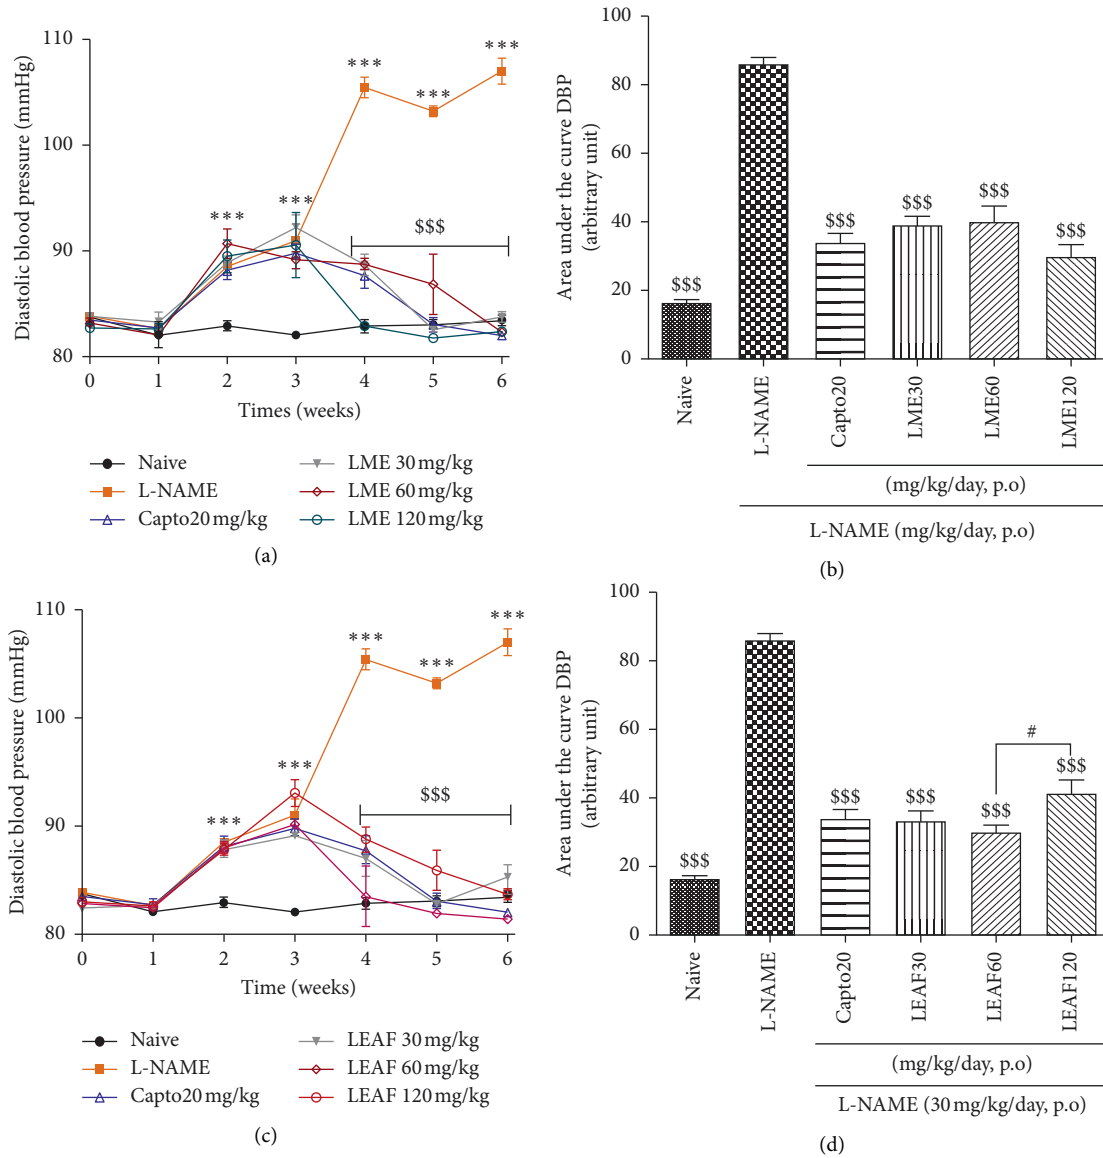 110
100
90
80
Diastolic blood pressure (mmHg)
***
***
***
***
***
$$$
0 1 2 3 4 5 6
Times (weeks)
Naive
L-NAME
Capto20 mg/kg
LME 30 mg/kg
LME 60 mg/kg
LME 120 mg/kg
(a)
100
80
60
40
20
0
Area under the curve DBP
(arbitrary unit)
$$$
$$$
$$$
$$$
$$$
Naive
L-NAME
Capto20
LME30
LME60
LME120
(mg/kg/day, p.o)
L-NAME (mg/kg/day, p.o)
(b)
110
100
90
80
Diastolic blood pressure (mmHg)
***
***
***
***
***
$$$
0 1 2 3 4 5 6
Time (weeks)
Naive
L-NAME
Capto20 mg/kg
LEAF 30 mg/kg
LEAF 60 mg/kg
LEAF 120 mg/kg
(c)
100
80
60
40
20
0
Area under the curve DBP
(arbitrary unit)
#
$$$
$$$
$$$
$$$
$$$
Naive
L-NAME
Capto20
LEAF30
LEAF60
LEAF120
(mg/kg/day, p.o)
L-NAME (30 mg/kg/day, p.o)
(d)